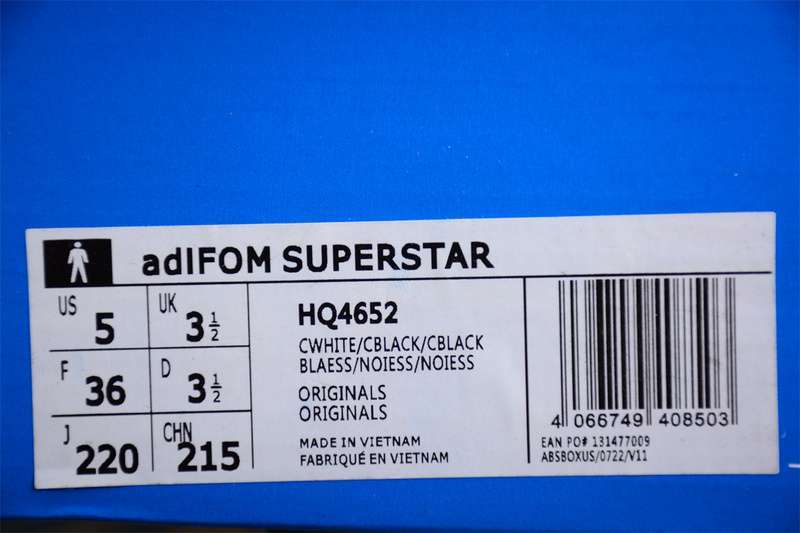 adIFOM SUPERSTAR
US 5 UK 3 1/2
F 36 D 3 1/2
J 220 CHN 215
HQ4652
CWHITE/CBLACK/CBLACK
BLAESS/NOIESS/NOIESS
ORIGINALS
ORIGINALS
MADE IN VIETNAM
FABRIQUÉ EN VIETNAM
4 066749 408503
EAN PO# 131477009
ABSBOXUS/0722/V11